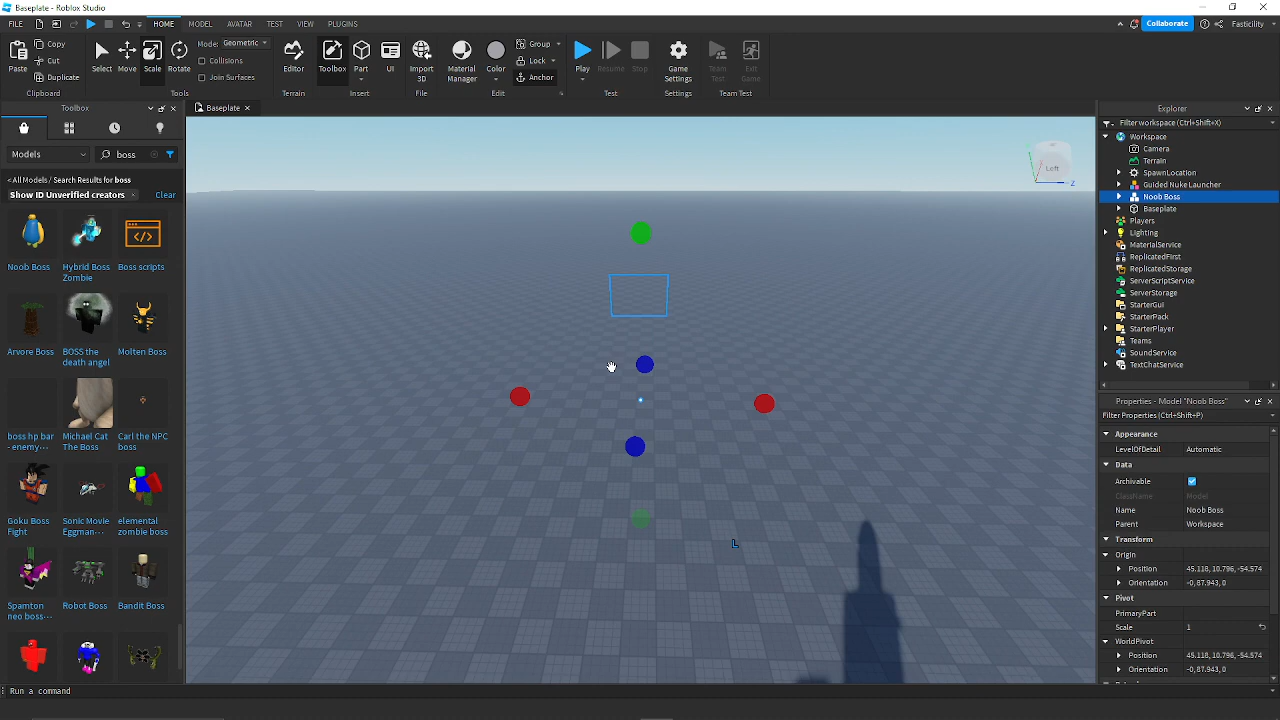 Baseplate - Roblox Studio
FILE HOME MODEL AVATAR TEST VIEW PLUGINS Collaborate Fasticility
Paste Copy Cut Duplicate Clipboard
Select Move Scale Rotate Mode: Geometric Collisions Join Surfaces Tools
Editor Terrain
Toolbox Part UI Insert
Import 3D File
Material Manager Color Group Lock Anchor Edit
Play Resume Stop Test
Game Settings Settings
Team Test Exit Game Team Test
Toolbox
Models boss
< All Models / Search Results for boss
Show ID Unverified creators × Clear
Noob Boss Hybrid Boss Zombie Boss scripts
Arvore Boss BOSS the death angel Molten Boss
boss hp bar - enemy··· Michael Cat The Boss Carl the NPC boss
Goku Boss Fight Sonic Movie Eggman··· elemental zombie boss
Spamton neo boss··· Robot Boss Bandit Boss
Baseplate
Left
Z
L
Explorer
Filter workspace (Ctrl+Shift+X)
Workspace
Camera
Terrain
SpawnLocation
Guided Nuke Launcher
Noob Boss
Baseplate
Players
Lighting
MaterialService
ReplicatedFirst
ReplicatedStorage
ServerScriptService
ServerStorage
StarterGui
StarterPack
StarterPlayer
Teams
SoundService
TextChatService
Properties - Model "Noob Boss"
Filter Properties (Ctrl+Shift+P)
Appearance
LevelOfDetail Automatic
Data
Archivable
ClassName Model
Name Noob Boss
Parent Workspace
Transform
Origin
Position 45.118, 10.796, -54.574
Orientation -0, 87.943, 0
Pivot
PrimaryPart
Scale 1
WorldPivot
Position 45.118, 10.796, -54.574
Orientation -0, 87.943, 0
Run a command